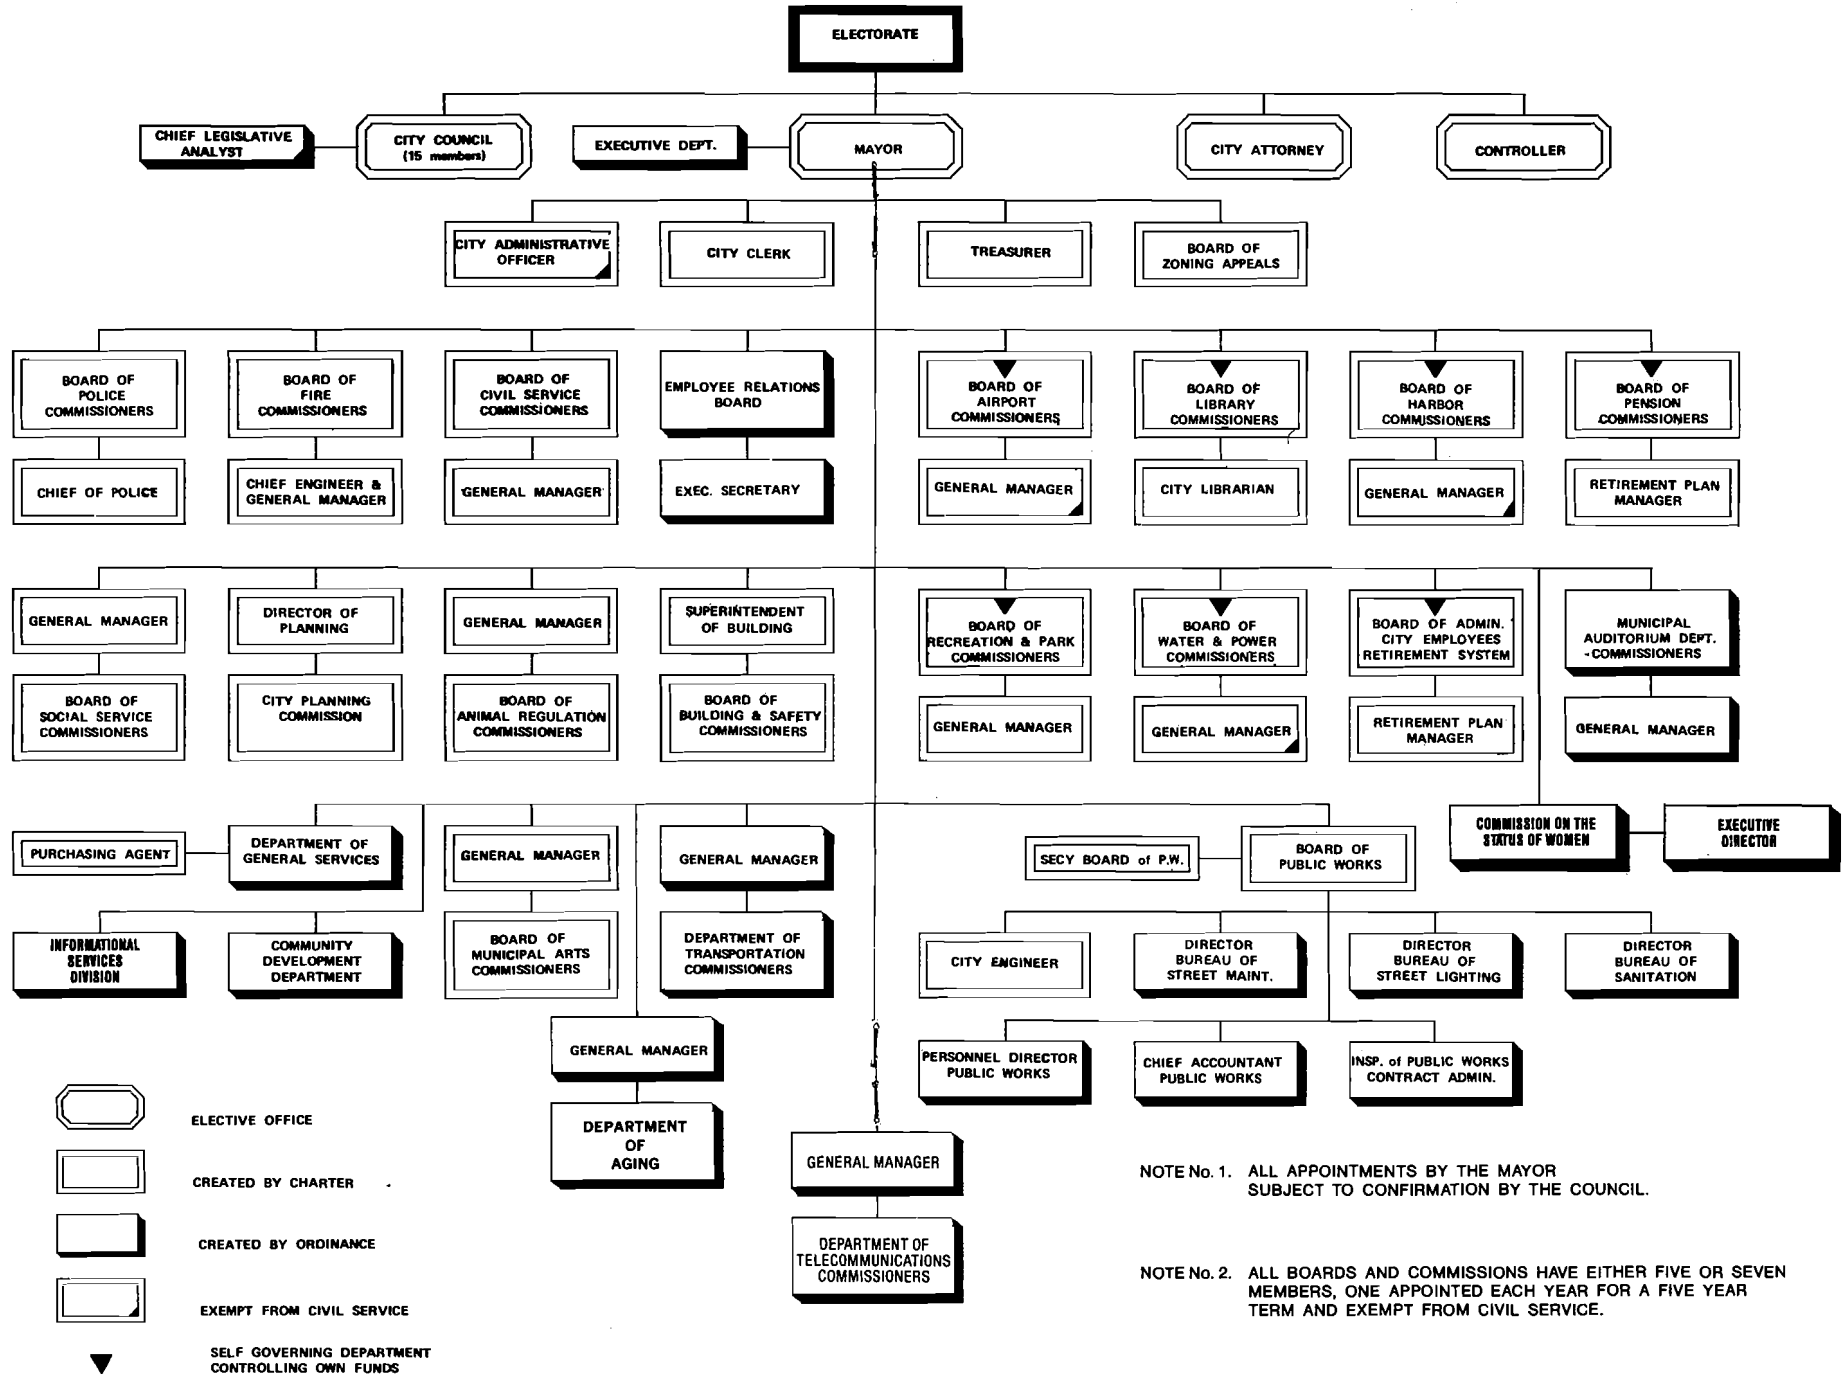 ELECTORATE
CHIEF LEGISLATIVE
ANALYST
CITY COUNCIL
(15 members)
EXECUTIVE DEPT.
MAYOR
CITY ATTORNEY
CONTROLLER
CITY ADMINISTRATIVE
OFFICER
CITY CLERK
TREASURER
BOARD OF
ZONING APPEALS
BOARD OF
POLICE
COMMISSIONERS
BOARD OF
FIRE
COMMISSIONERS
BOARD OF
CIVIL SERVICE
COMMISSIONERS
EMPLOYEE RELATIONS
BOARD
BOARD OF
AIRPORT
COMMISSIONERS
BOARD OF
LIBRARY
COMMISSIONERS
BOARD OF
HARBOR
COMMISSIONERS
BOARD OF
PENSION
COMMISSIONERS
CHIEF OF POLICE
CHIEF ENGINEER &
GENERAL MANAGER
GENERAL MANAGER
EXEC. SECRETARY
GENERAL MANAGER
CITY LIBRARIAN
GENERAL MANAGER
RETIREMENT PLAN
MANAGER
GENERAL MANAGER
DIRECTOR OF
PLANNING
GENERAL MANAGER
SUPERINTENDENT
OF BUILDING
BOARD OF
RECREATION & PARK
COMMISSIONERS
BOARD OF
WATER & POWER
COMMISSIONERS
BOARD OF ADMIN.
CITY EMPLOYEES
RETIREMENT SYSTEM
MUNICIPAL
AUDITORIUM DEPT.
COMMISSIONERS
BOARD OF
SOCIAL SERVICE
COMMISSIONERS
CITY PLANNING
COMMISSION
BOARD OF
ANIMAL REGULATION
COMMISSIONERS
BOARD OF
BUILDING & SAFETY
COMMISSIONERS
GENERAL MANAGER
GENERAL MANAGER
RETIREMENT PLAN
MANAGER
GENERAL MANAGER
PURCHASING AGENT
DEPARTMENT OF
GENERAL SERVICES
GENERAL MANAGER
GENERAL MANAGER
SECY BOARD of P.W.
BOARD OF
PUBLIC WORKS
COMMISSION ON THE
STATUS OF WOMEN
EXECUTIVE
DIRECTOR
INFORMATIONAL
SERVICES
DIVISION
COMMUNITY
DEVELOPMENT
DEPARTMENT
BOARD OF
MUNICIPAL ARTS
COMMISSIONERS
DEPARTMENT OF
TRANSPORTATION
COMMISSIONERS
CITY ENGINEER
DIRECTOR
BUREAU OF
STREET MAINT.
DIRECTOR
BUREAU OF
STREET LIGHTING
DIRECTOR
BUREAU OF
SANITATION
GENERAL MANAGER
PERSONNEL DIRECTOR
PUBLIC WORKS
CHIEF ACCOUNTANT
PUBLIC WORKS
INSP. of PUBLIC WORKS
CONTRACT ADMIN.
DEPARTMENT
OF
AGING
GENERAL MANAGER
DEPARTMENT OF
TELECOMMUNICATIONS
COMMISSIONERS
ELECTIVE OFFICE
CREATED BY CHARTER
CREATED BY ORDINANCE
EXEMPT FROM CIVIL SERVICE
SELF GOVERNING DEPARTMENT
CONTROLLING OWN FUNDS
NOTE No. 1. ALL APPOINTMENTS BY THE MAYOR
SUBJECT TO CONFIRMATION BY THE COUNCIL.
NOTE No. 2. ALL BOARDS AND COMMISSIONS HAVE EITHER FIVE OR SEVEN
MEMBERS, ONE APPOINTED EACH YEAR FOR A FIVE YEAR
TERM AND EXEMPT FROM CIVIL SERVICE.